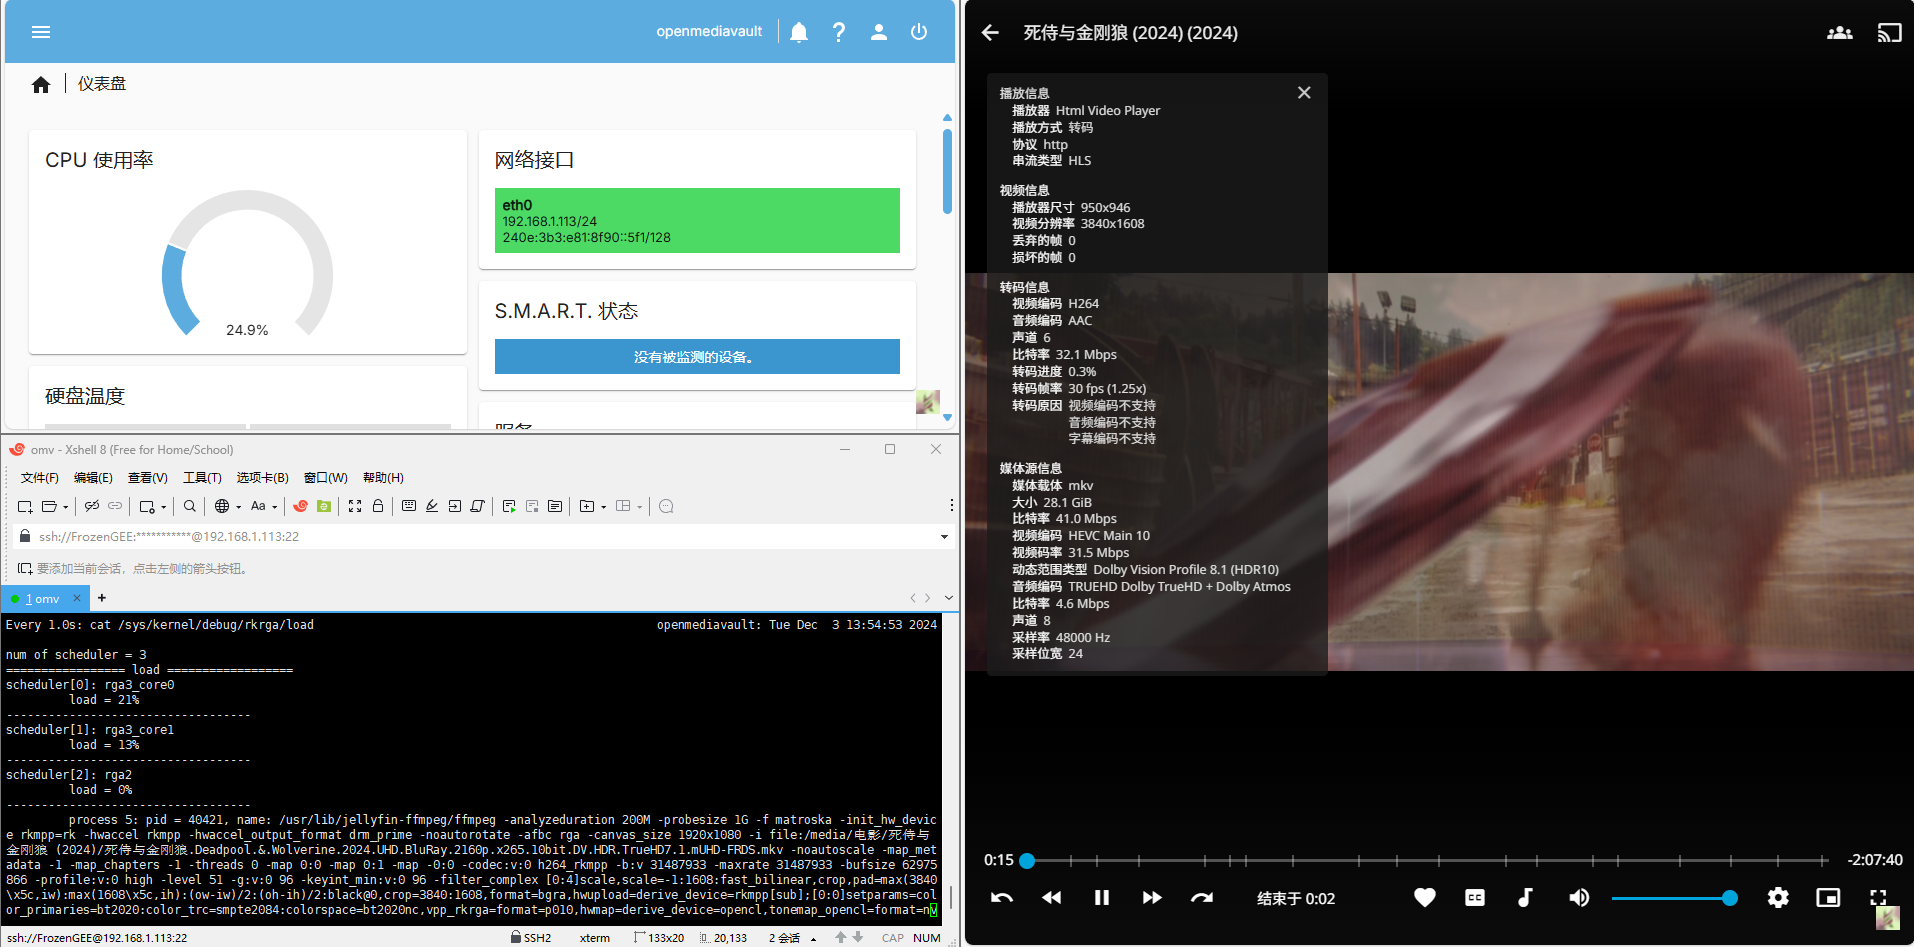 openmediavault
仪表盘
CPU 使用率
24.9%
硬盘温度
网络接口
eth0
192.168.1.113/24
240e:3b3:e81:8f90::5f1/128
S.M.A.R.T. 状态
没有被监测的设备。
服务
omv - Xshell 8 (Free for Home/School)
文件(F) 编辑(E) 查看(V) 工具(T) 选项卡(B) 窗口(W) 帮助(H)
Aa
ssh://FrozenGEE:***********@192.168.1.113:22
要添加当前会话，点击左侧的箭头按钮。
1 omv
Every 1.0s: cat /sys/kernel/debug/rkrga/load openmediavault: Tue Dec  3 13:54:53 2024
num of scheduler = 3
================= load ==================
scheduler[0]: rga3_core0
load = 21%
-----------------------------------
scheduler[1]: rga3_core1
load = 13%
-----------------------------------
scheduler[2]: rga2
load = 0%
-----------------------------------
process 5: pid = 40421, name: /usr/lib/jellyfin-ffmpeg/ffmpeg -analyzeduration 200M -probesize 1G -f matroska -init_hw_devic
e rkmpp=rk -hwaccel rkmpp -hwaccel_output_format drm_prime -noautorotate -afbc rga -canvas_size 1920x1080 -i file:/media/电影/死侍与
金刚狼 (2024)/死侍与金刚狼.Deadpool.&.Wolverine.2024.UHD.BluRay.2160p.x265.10bit.DV.HDR.TrueHD7.1.mUHD-FRDS.mkv -noautoscale -map_met
adata -1 -map_chapters -1 -threads 0 -map 0:0 -map 0:1 -map -0:0 -codec:v:0 h264_rkmpp -b:v 31487933 -maxrate 31487933 -bufsize 62975
866 -profile:v:0 high -level 51 -g:v:0 96 -keyint_min:v:0 96 -filter_complex [0:4]scale,scale=-1:1608:fast_bilinear,crop,pad=max(3840
\x5c,iw):max(1608\x5c,ih):(ow-iw)/2:(oh-ih)/2:black@0,crop=3840:1608,format=bgra,hwupload=derive_device=rkmpp[sub];[0:0]setparams=col
or_primaries=bt2020:color_trc=smpte2084:colorspace=bt2020nc,vpp_rkrga=format=p010,hwmap=derive_device=opencl,tonemap_opencl=format=nv
ssh://FrozenGEE@192.168.1.113:22 SSH2 xterm 133x20 20,133 2 会话 CAP NUM
死侍与金刚狼 (2024) (2024)
播放信息
播放器 Html Video Player
播放方式 转码
协议 http
串流类型 HLS
视频信息
播放器尺寸 950x946
视频分辨率 3840x1608
丢弃的帧 0
损坏的帧 0
转码信息
视频编码 H264
音频编码 AAC
声道 6
比特率 32.1 Mbps
转码进度 0.3%
转码帧率 30 fps (1.25x)
转码原因 视频编码不支持
音频编码不支持
字幕编码不支持
媒体源信息
媒体载体 mkv
大小 28.1 GiB
比特率 41.0 Mbps
视频编码 HEVC Main 10
视频码率 31.5 Mbps
动态范围类型 Dolby Vision Profile 8.1 (HDR10)
音频编码 TRUEHD Dolby TrueHD + Dolby Atmos
比特率 4.6 Mbps
声道 8
采样率 48000 Hz
采样位宽 24
0:15 -2:07:40
结束于 0:02
CC